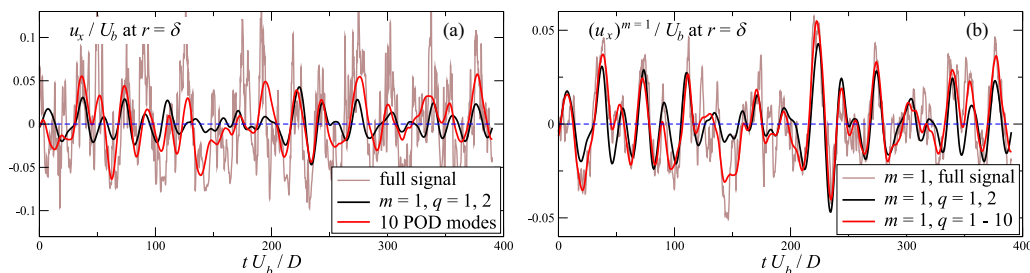 u_x / U_b at r = δ
(a)
0.1
0.05
0
-0.05
-0.1
full signal
m = 1, q = 1, 2
10 POD modes
0 100 200 300 400
t U_b / D
(u_x)^{m=1} / U_b at r = δ
(b)
0.05
0
-0.05
m = 1, full signal
m = 1, q = 1, 2
m = 1, q = 1 - 10
0 100 200 300 400
t U_b / D